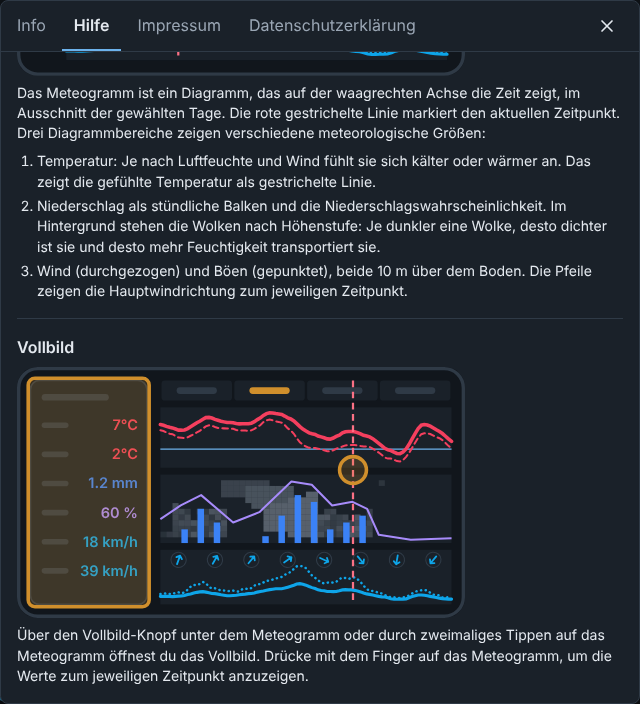 Info Hilfe Impressum Datenschutzerklärung
Das Meteogramm ist ein Diagramm, das auf der waagrechten Achse die Zeit zeigt, im
Ausschnitt der gewählten Tage. Die rote gestrichelte Linie markiert den aktuellen Zeitpunkt.
Drei Diagrammbereiche zeigen verschiedene meteorologische Größen:
1. Temperatur: Je nach Luftfeuchte und Wind fühlt sie sich kälter oder wärmer an. Das
zeigt die gefühlte Temperatur als gestrichelte Linie.
2. Niederschlag als stündliche Balken und die Niederschlagswahrscheinlichkeit. Im
Hintergrund stehen die Wolken nach Höhenstufe: Je dunkler eine Wolke, desto dichter
ist sie und desto mehr Feuchtigkeit transportiert sie.
3. Wind (durchgezogen) und Böen (gepunktet), beide 10 m über dem Boden. Die Pfeile
zeigen die Hauptwindrichtung zum jeweiligen Zeitpunkt.
Vollbild
7°C
2°C
1.2 mm
60 %
18 km/h
39 km/h
Über den Vollbild-Knopf unter dem Meteogramm oder durch zweimaliges Tippen auf das
Meteogramm öffnest du das Vollbild. Drücke mit dem Finger auf das Meteogramm, um die
Werte zum jeweiligen Zeitpunkt anzuzeigen.